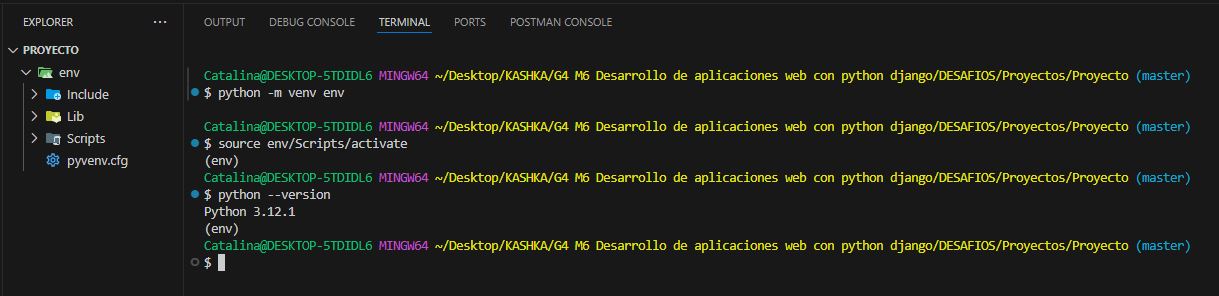 EXPLORER
···
OUTPUT DEBUG CONSOLE TERMINAL PORTS POSTMAN CONSOLE
PROYECTO
env
Include
Lib
Scripts
pyvenv.cfg
Catalina@DESKTOP-5TDIDL6 MINGW64 ~/Desktop/KASHKA/G4 M6 Desarrollo de aplicaciones web con python django/DESAFIOS/Proyectos/Proyecto (master)
$ python -m venv env
Catalina@DESKTOP-5TDIDL6 MINGW64 ~/Desktop/KASHKA/G4 M6 Desarrollo de aplicaciones web con python django/DESAFIOS/Proyectos/Proyecto (master)
$ source env/Scripts/activate
(env)
Catalina@DESKTOP-5TDIDL6 MINGW64 ~/Desktop/KASHKA/G4 M6 Desarrollo de aplicaciones web con python django/DESAFIOS/Proyectos/Proyecto (master)
$ python --version
Python 3.12.1
(env)
Catalina@DESKTOP-5TDIDL6 MINGW64 ~/Desktop/KASHKA/G4 M6 Desarrollo de aplicaciones web con python django/DESAFIOS/Proyectos/Proyecto (master)
$